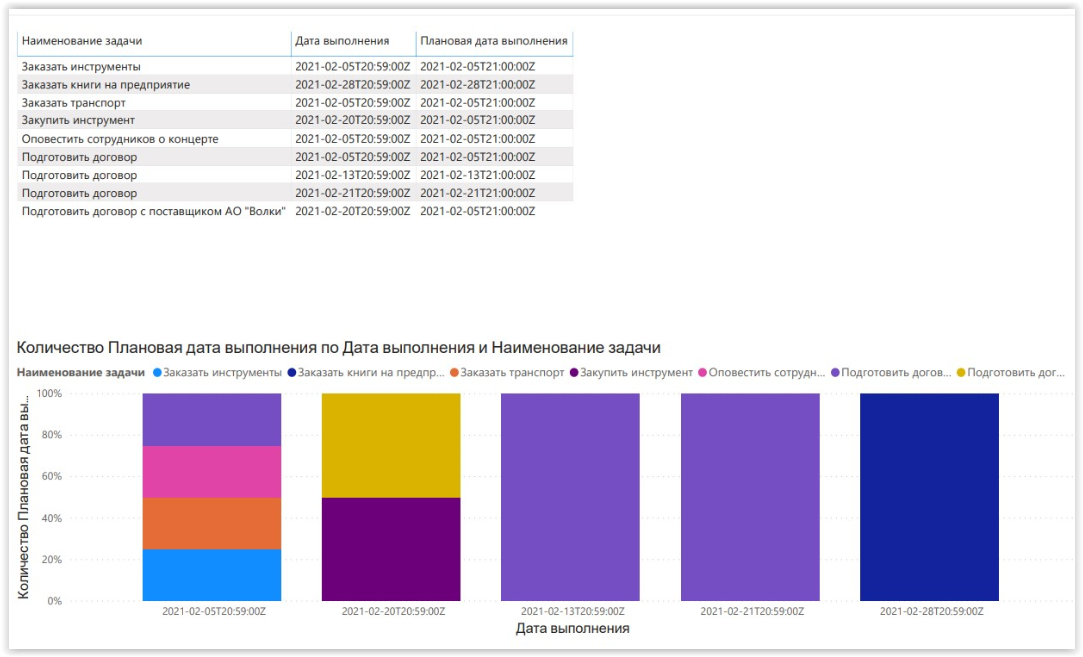 Наименование задачи Дата выполнения Плановая дата выполнения
Заказать инструменты 2021-02-05T20:59:00Z 2021-02-05T21:00:00Z
Заказать книги на предприятие 2021-02-28T20:59:00Z 2021-02-28T21:00:00Z
Заказать транспорт 2021-02-05T20:59:00Z 2021-02-05T21:00:00Z
Закупить инструмент 2021-02-20T20:59:00Z 2021-02-05T21:00:00Z
Оповестить сотрудников о концерте 2021-02-05T20:59:00Z 2021-02-05T21:00:00Z
Подготовить договор 2021-02-05T20:59:00Z 2021-02-05T21:00:00Z
Подготовить договор 2021-02-13T20:59:00Z 2021-02-13T21:00:00Z
Подготовить договор 2021-02-21T20:59:00Z 2021-02-21T21:00:00Z
Подготовить договор с поставщиком АО "Волки" 2021-02-20T20:59:00Z 2021-02-05T21:00:00Z
Количество Плановая дата выполнения по Дата выполнения и Наименование задачи
Наименование задачи Заказать инструменты Заказать книги на предпр... Заказать транспорт Закупить инструмент Оповестить сотрудн... Подготовить догов... Подготовить дог...
Количество Плановая дата вы...
100%
80%
60%
40%
20%
0%
2021-02-05T20:59:00Z 2021-02-20T20:59:00Z 2021-02-13T20:59:00Z 2021-02-21T20:59:00Z 2021-02-28T20:59:00Z
Дата выполнения